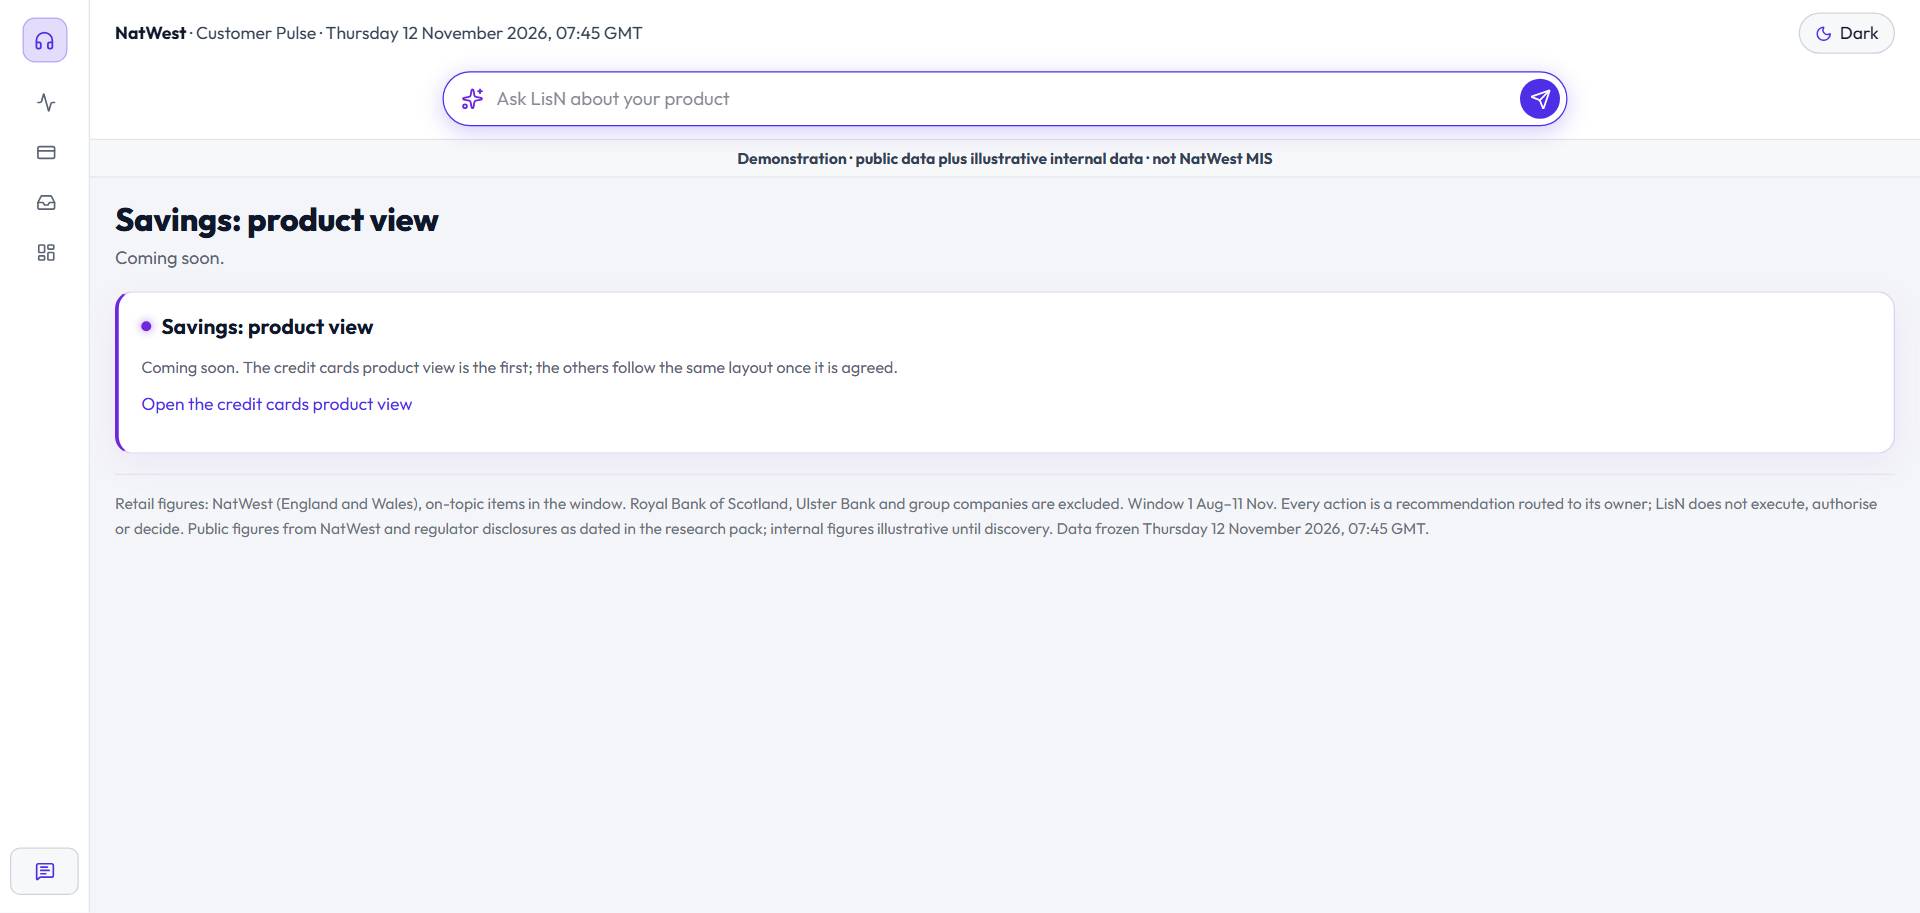 NatWest · Customer Pulse · Thursday 12 November 2026, 07:45 GMT
Dark
Ask LisN about your product
Demonstration · public data plus illustrative internal data · not NatWest MIS
Savings: product view
Coming soon.
Savings: product view
Coming soon. The credit cards product view is the first; the others follow the same layout once it is agreed.
Open the credit cards product view
Retail figures: NatWest (England and Wales), on-topic items in the window. Royal Bank of Scotland, Ulster Bank and group companies are excluded. Window 1 Aug–11 Nov. Every action is a recommendation routed to its owner; LisN does not execute, authorise
or decide. Public figures from NatWest and regulator disclosures as dated in the research pack; internal figures illustrative until discovery. Data frozen Thursday 12 November 2026, 07:45 GMT.